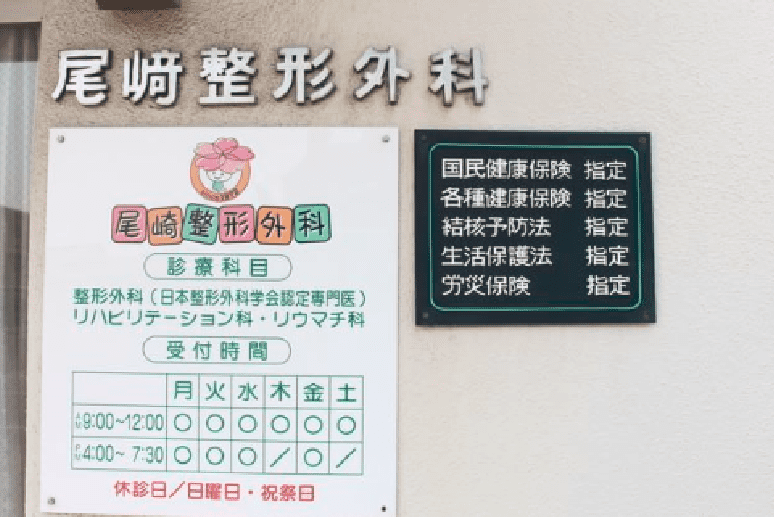 尾﨑整形外科
尾﨑整形外科
診療科目
整形外科（日本整形外科学会認定専門医）
リハビリテーション科・リウマチ科
受付時間
月 火 水 木 金 土
AM 9:00〜12:00 ○ ○ ○ ○ ○ ○
PM 4:00〜 7:30 ○ ○ ○ ／ ○ ／
休診日／日曜日・祝祭日
国民健康保険 指定
各種健康保険 指定
結核予防法 指定
生活保護法 指定
労災保険 指定